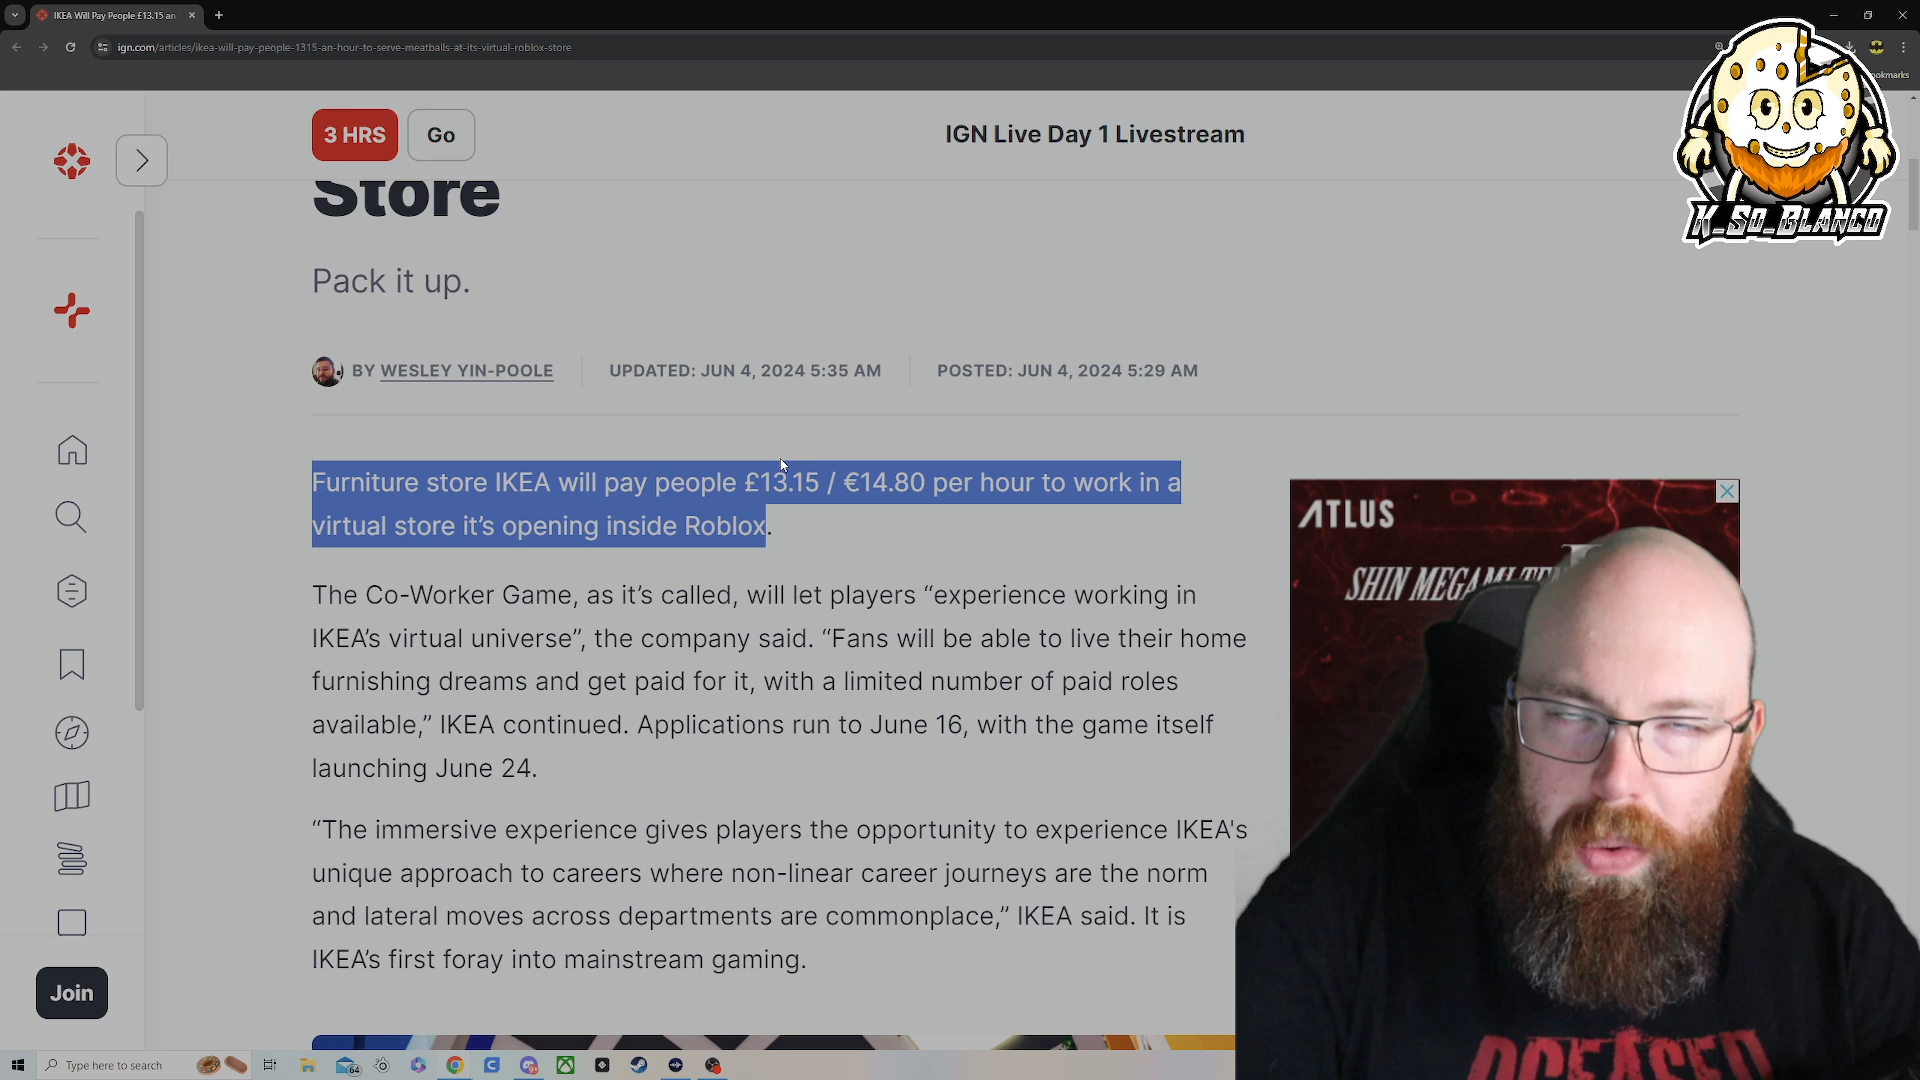 IKEA Will Pay People £13.15 an
ign.com/articles/ikea-will-pay-people-1315-an-hour-to-serve-meatballs-at-its-virtual-roblox-store
ookmarks
K_So_Blanco
3 HRS
Go
IGN Live Day 1 Livestream
Store
Pack it up.
BY WESLEY YIN-POOLE
UPDATED: JUN 4, 2024 5:35 AM
POSTED: JUN 4, 2024 5:29 AM
Furniture store IKEA will pay people £13.15 / €14.80 per hour to work in a
virtual store it’s opening inside Roblox.
The Co-Worker Game, as it’s called, will let players “experience working in
IKEA’s virtual universe”, the company said. “Fans will be able to live their home
furnishing dreams and get paid for it, with a limited number of paid roles
available,” IKEA continued. Applications run to June 16, with the game itself
launching June 24.
“The immersive experience gives players the opportunity to experience IKEA's
unique approach to careers where non-linear career journeys are the norm
and lateral moves across departments are commonplace,” IKEA said. It is
IKEA’s first foray into mainstream gaming.
ATLUS
SHIN MEGAMI TEN
Join
Type here to search
64